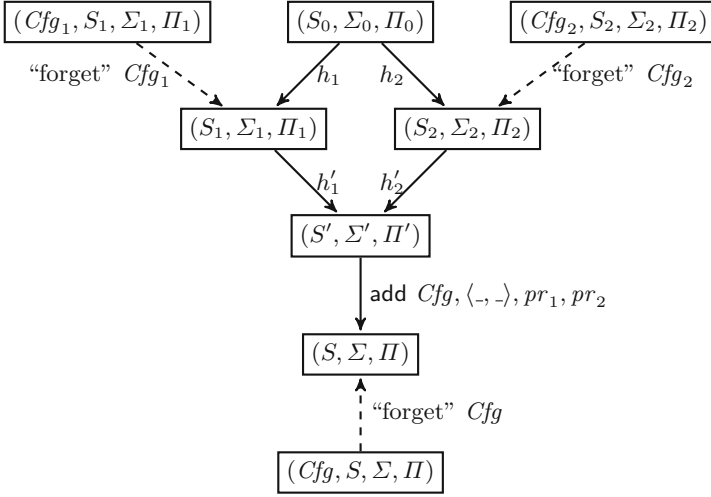 (Cfg₁, S₁, Σ₁, Π₁) (S₀, Σ₀, Π₀) (Cfg₂, S₂, Σ₂, Π₂)
“forget” Cfg₁ h₁ h₂ “forget” Cfg₂
(S₁, Σ₁, Π₁) (S₂, Σ₂, Π₂)
h′₁ h′₂
(S′, Σ′, Π′)
add Cfg, ⟨_, _⟩, pr₁, pr₂
(S, Σ, Π)
“forget” Cfg
(Cfg, S, Σ, Π)